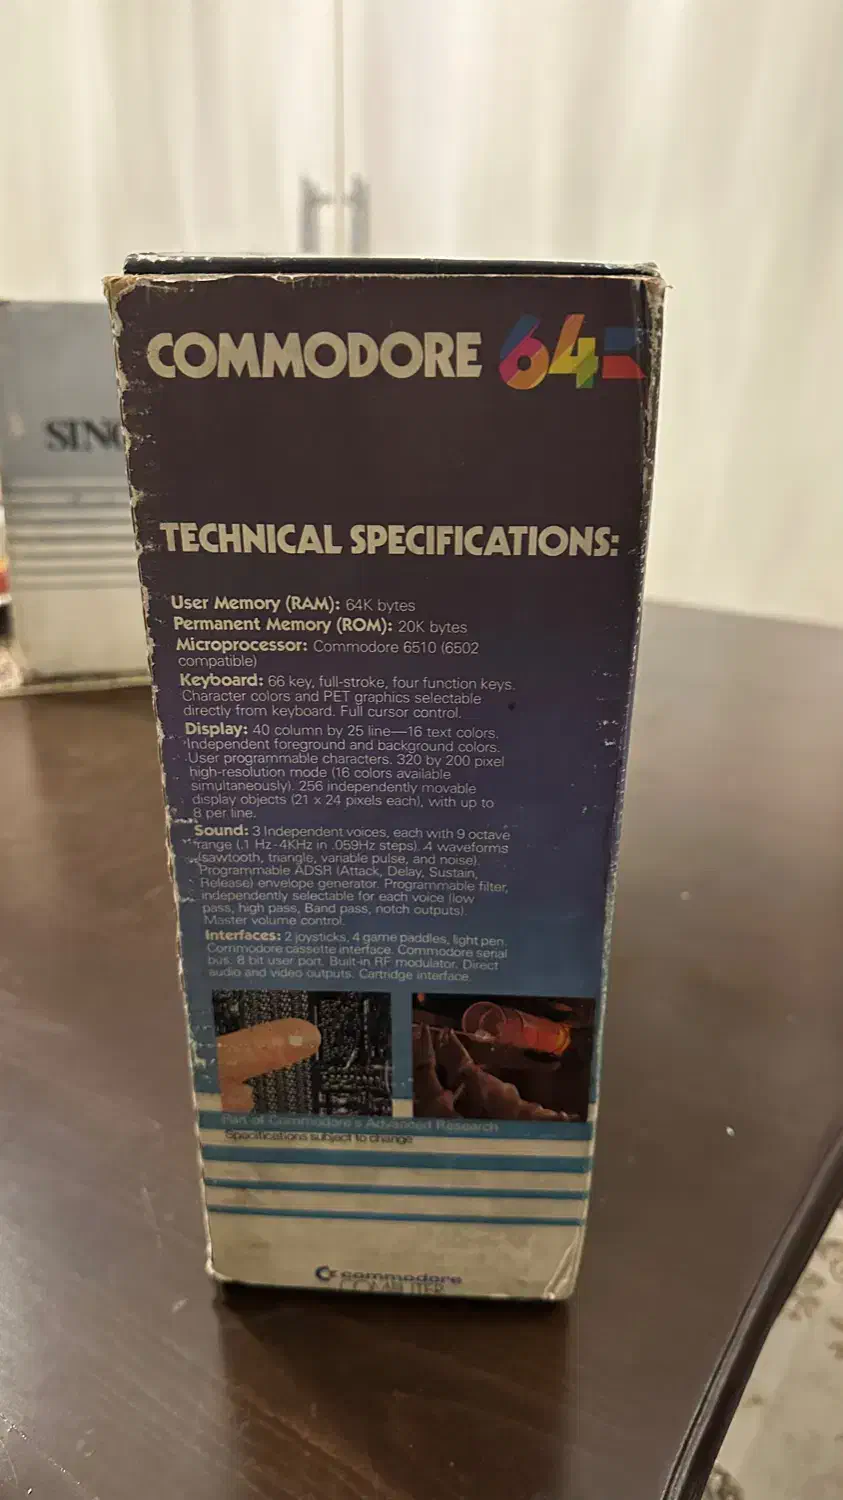 COMMODORE 64
TECHNICAL SPECIFICATIONS:
User Memory (RAM): 64K bytes
Permanent Memory (ROM): 20K bytes
Microprocessor: Commodore 6510 (6502
compatible)
Keyboard: 66 key, full-stroke, four function keys.
Character colors and PET graphics selectable
directly from keyboard. Full cursor control.
Display: 40 column by 25 line—16 text colors.
Independent foreground and background colors.
User programmable characters. 320 by 200 pixel
high-resolution mode (16 colors available
simultaneously). 256 independently movable
display objects (21 x 24 pixels each), with up to
8 per line.
Sound: 3 Independent voices, each with 9 octave
range (.1 Hz-4KHz in .059Hz steps). 4 waveforms
(sawtooth, triangle, variable pulse, and noise).
Programmable ADSR (Attack, Delay, Sustain,
Release) envelope generator. Programmable filter,
independently selectable for each voice (low
pass, high pass, Band pass, notch outputs).
Master volume control.
Interfaces: 2 joysticks, 4 game paddles, light pen.
Commodore cassette interface. Commodore serial
bus. 8 bit user port. Built-in RF modulator. Direct
audio and video outputs. Cartridge interface.
Part of Commodore's Advanced Research
Specifications subject to change
commodore
COMPUTER
SINC